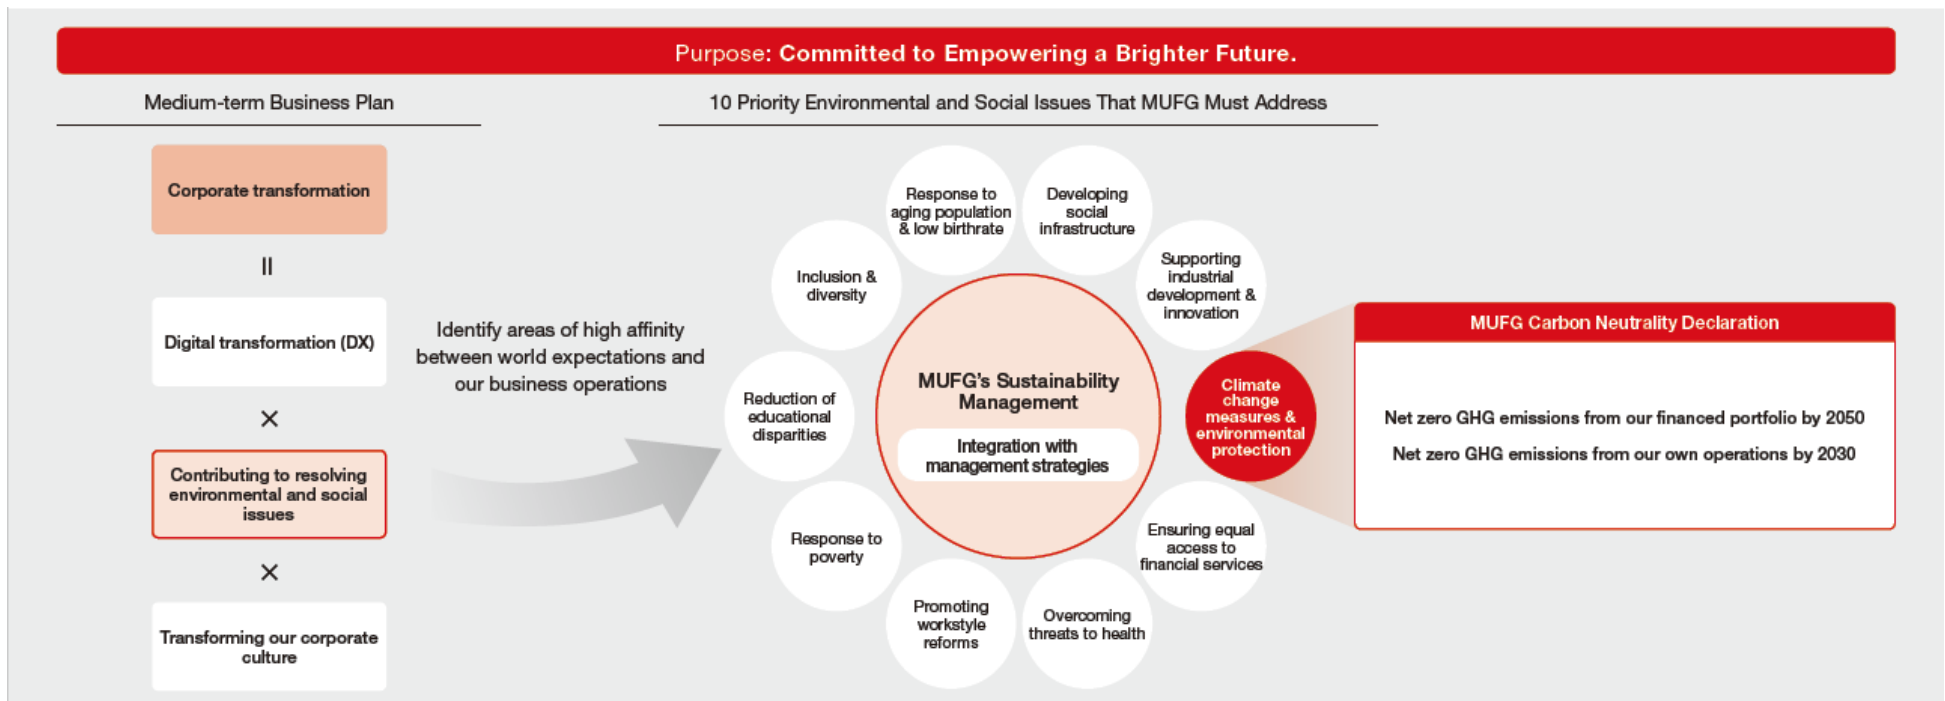 Purpose: Committed to Empowering a Brighter Future.
Medium-term Business Plan
Corporate transformation
=
Digital transformation (DX)
×
Contributing to resolving
environmental and social
issues
×
Transforming our corporate
culture
Identify areas of high affinity
between world expectations and
our business operations
10 Priority Environmental and Social Issues That MUFG Must Address
Response to
aging population
& low birthrate
Developing
social
infrastructure
Supporting
industrial
development &
innovation
Climate
change
measures &
environmental
protection
Ensuring equal
access to
financial services
Overcoming
threats to health
Promoting
workstyle
reforms
Response to
poverty
Reduction of
educational
disparities
Inclusion &
diversity
MUFG's Sustainability
Management
Integration with
management strategies
MUFG Carbon Neutrality Declaration
Net zero GHG emissions from our financed portfolio by 2050
Net zero GHG emissions from our own operations by 2030